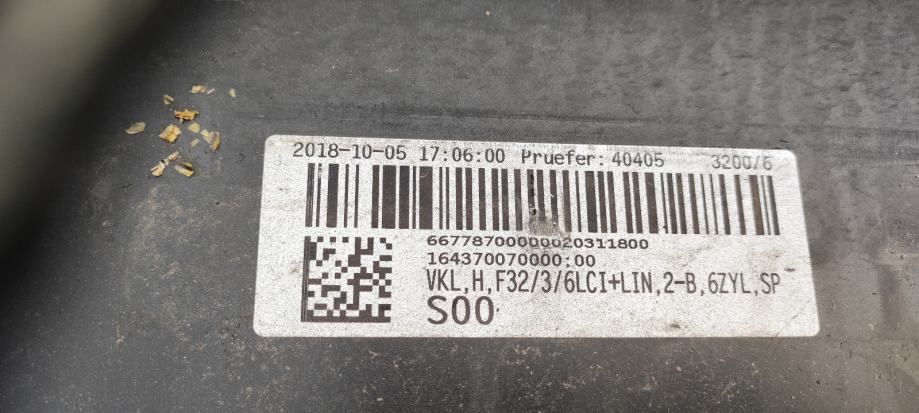 2018-10-05 17:06:00 Pruefer: 40405 3200/6
66778700000020311800
164370070000:00
VKL,H,F32/3/6LCI+LIN,2-B,6ZYL,SP
S00